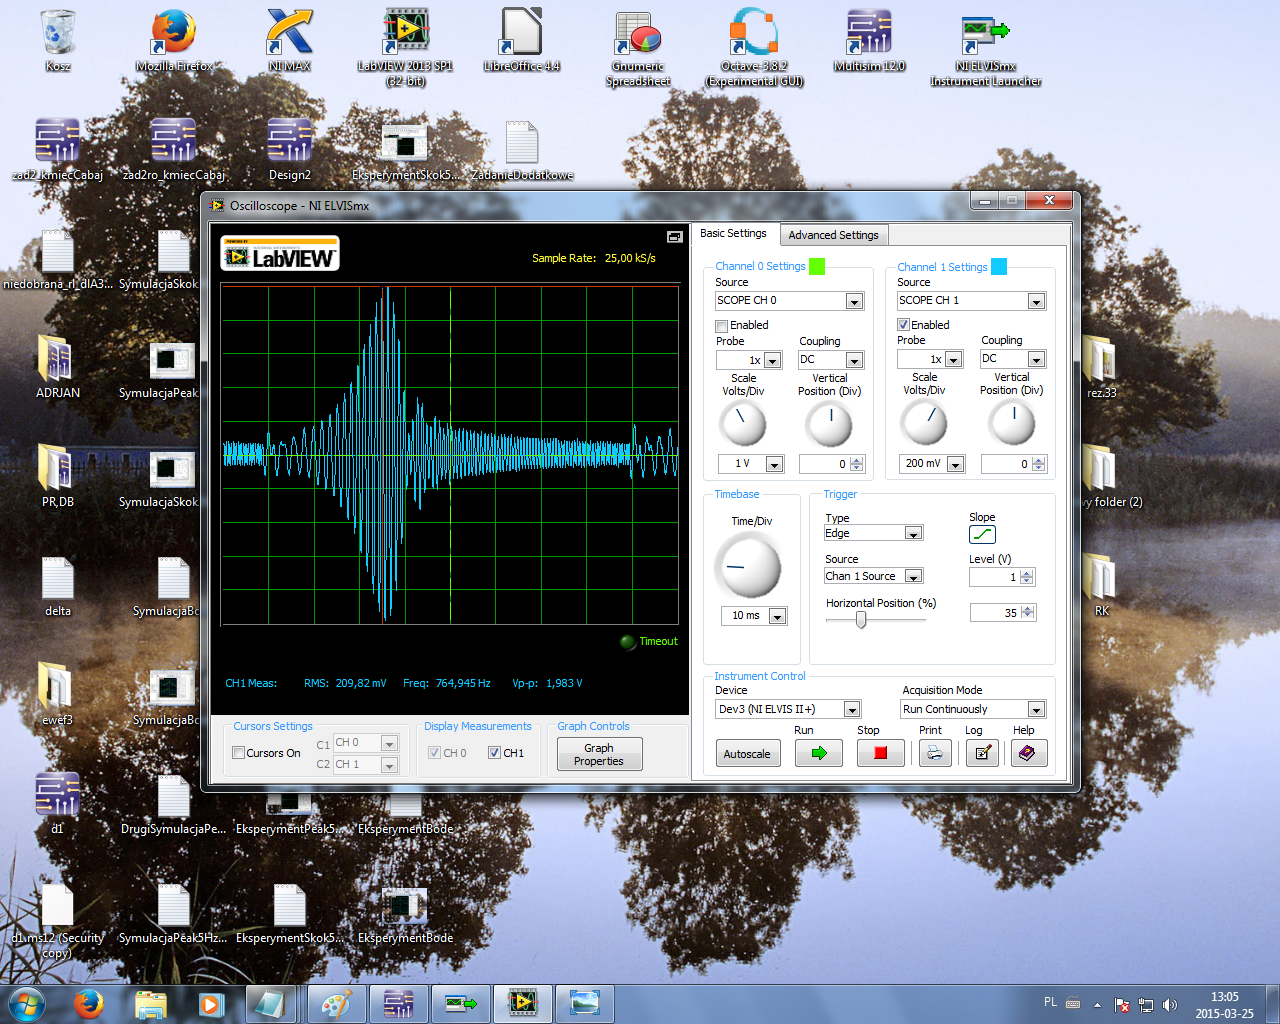 Kosz
Mozilla Firefox
NI MAX
LabVIEW 2013 SP1
(32-bit)
LibreOffice 4.4
Gnumeric
Spreadsheet
Octave-3.8.2
(Experimental GUI)
Multisim 12.0
NI ELVISmx
Instrument Launcher
zad2_kmiecCabaj
zad2ro_kmiecCabaj
Design2
EksperymentSkok5...
ZadanieDodatkowe
niedobrana_rl_dlA3...
SymulacjaSkok
ADRJAN
SymulacjaPeak
PR,DB
SymulacjaSkok
delta
SymulacjaBo
ewef3
SymulacjaBo
d1
DrugiSymulacjaPe...
EksperymentPeak5...
EksperymentBode
d1.ms12 (Security
copy)
SymulacjaPeak5Hz...
EksperymentSkok5...
EksperymentBode
rez.33
wy folder (2)
RK
Oscilloscope - NI ELVISmx
LabVIEW
Sample Rate: 25,00 kS/s
Timeout
CH1 Meas: RMS: 209,82 mV Freq: 764,945 Hz Vp-p: 1,983 V
Cursors Settings
Cursors On
C1 CH 0
C2 CH 1
Display Measurements
CH 0 CH1
Graph Controls
Graph
Properties
Basic Settings
Advanced Settings
Channel 0 Settings
Source
SCOPE CH 0
Enabled
Probe Coupling
1x DC
Scale Vertical
Volts/Div Position (Div)
1 V 0
Channel 1 Settings
Source
SCOPE CH 1
Enabled
Probe Coupling
1x DC
Scale Vertical
Volts/Div Position (Div)
200 mV 0
Timebase
Time/Div
10 ms
Trigger
Type Slope
Edge
Source Level (V)
Chan 1 Source 1
Horizontal Position (%)
35
Instrument Control
Device Acquisition Mode
Dev3 (NI ELVIS II+) Run Continuously
Run Stop Print Log Help
Autoscale
PL
13:05
2015-03-25